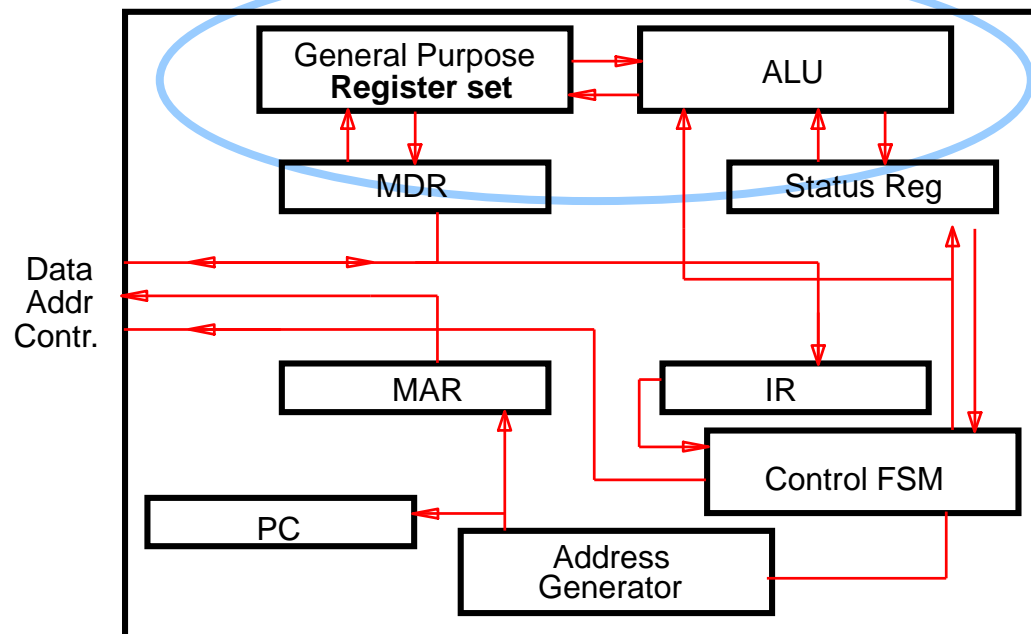 General Purpose
Register set
ALU
MDR
Status Reg
Data
Addr
Contr.
MAR
IR
Control FSM
PC
Address
Generator